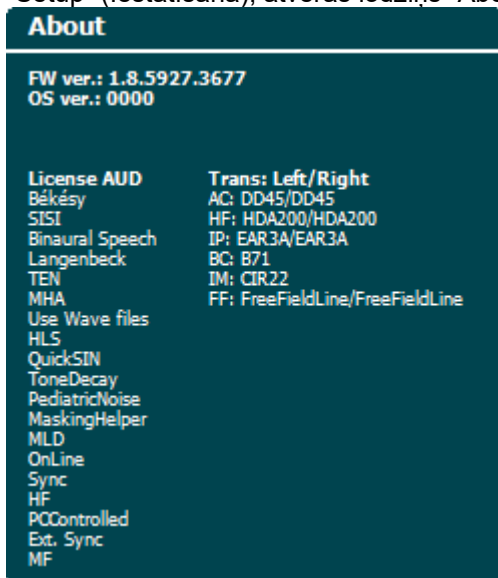 About
FW ver.: 1.8.5927.3677
OS ver.: 0000
License AUD
Békésy
SISI
Binaural Speech
Langenbeck
TEN
MHA
Use Wave files
HLS
QuickSIN
ToneDecay
PediatricNoise
MaskingHelper
MLD
OnLine
Sync
HF
PCControlled
Ext. Sync
MF
Trans: Left/Right
AC: DD45/DD45
HF: HDA200/HDA200
IP: EAR3A/EAR3A
BC: B71
IM: CIR22
FF: FreeFieldLine/FreeFieldLine